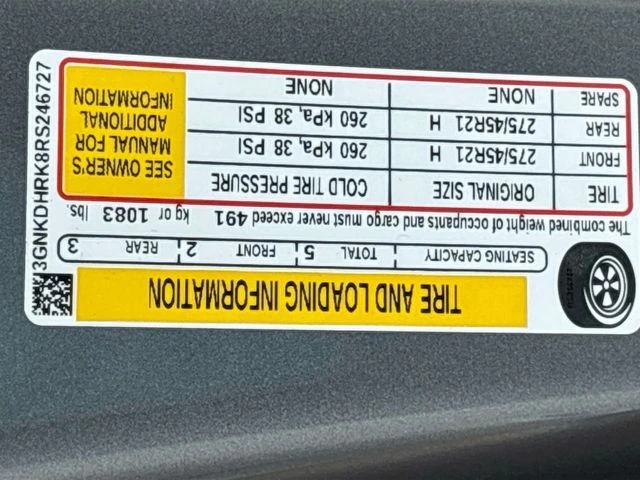 TIRE AND LOADING INFORMATION
SEATING CAPACITY TOTAL 5 FRONT 2 REAR 3
The combined weight of occupants and cargo must never exceed 491 kg or 1083 lbs.
TIRE ORIGINAL SIZE COLD TIRE PRESSURE
FRONT 275/45R21 H 260 kPa, 38 PSI
REAR 275/45R21 H 260 kPa, 38 PSI
SPARE NONE NONE
SEE OWNER'S
MANUAL FOR
ADDITIONAL
INFORMATION
3GNKDHRK8RS246727